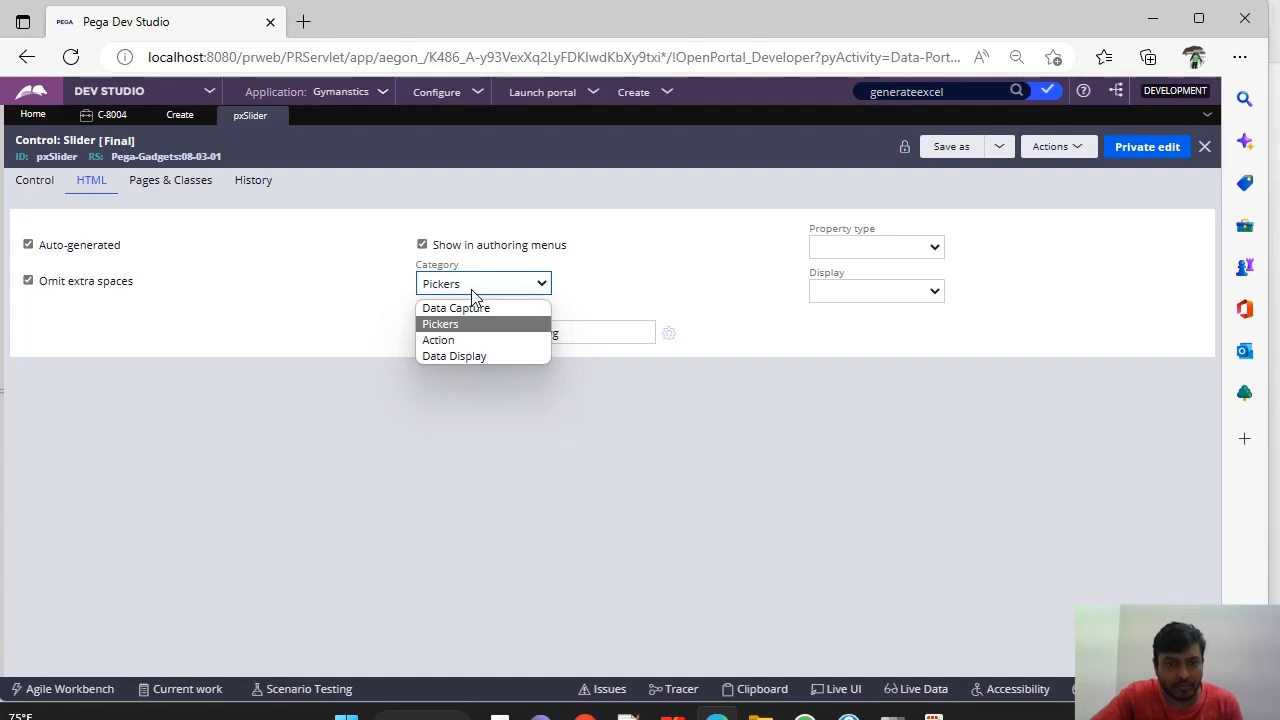 Pega Dev Studio
localhost:8080/prweb/PRServlet/app/aegon_/K486_A-y93VexXq2LyFDKIwdKbXy9txi*/!OpenPortal_Developer?pyActivity=Data-Port...
DEV STUDIO
Application: Gymanstics
Configure
Launch portal
Create
generateexcel
DEVELOPMENT
Home
C-8004
Create
pxSlider
Control: Slider [Final]
ID: pxSlider RS: Pega-Gadgets:08-03-01
Save as
Actions
Private edit
Control
HTML
Pages & Classes
History
Auto-generated
Show in authoring menus
Property type
Category
Display
Omit extra spaces
Pickers
Data Capture
Pickers
Action
Data Display
g
Agile Workbench
Current work
Scenario Testing
Issues
Tracer
Clipboard
Live UI
Live Data
Accessibility
75°F